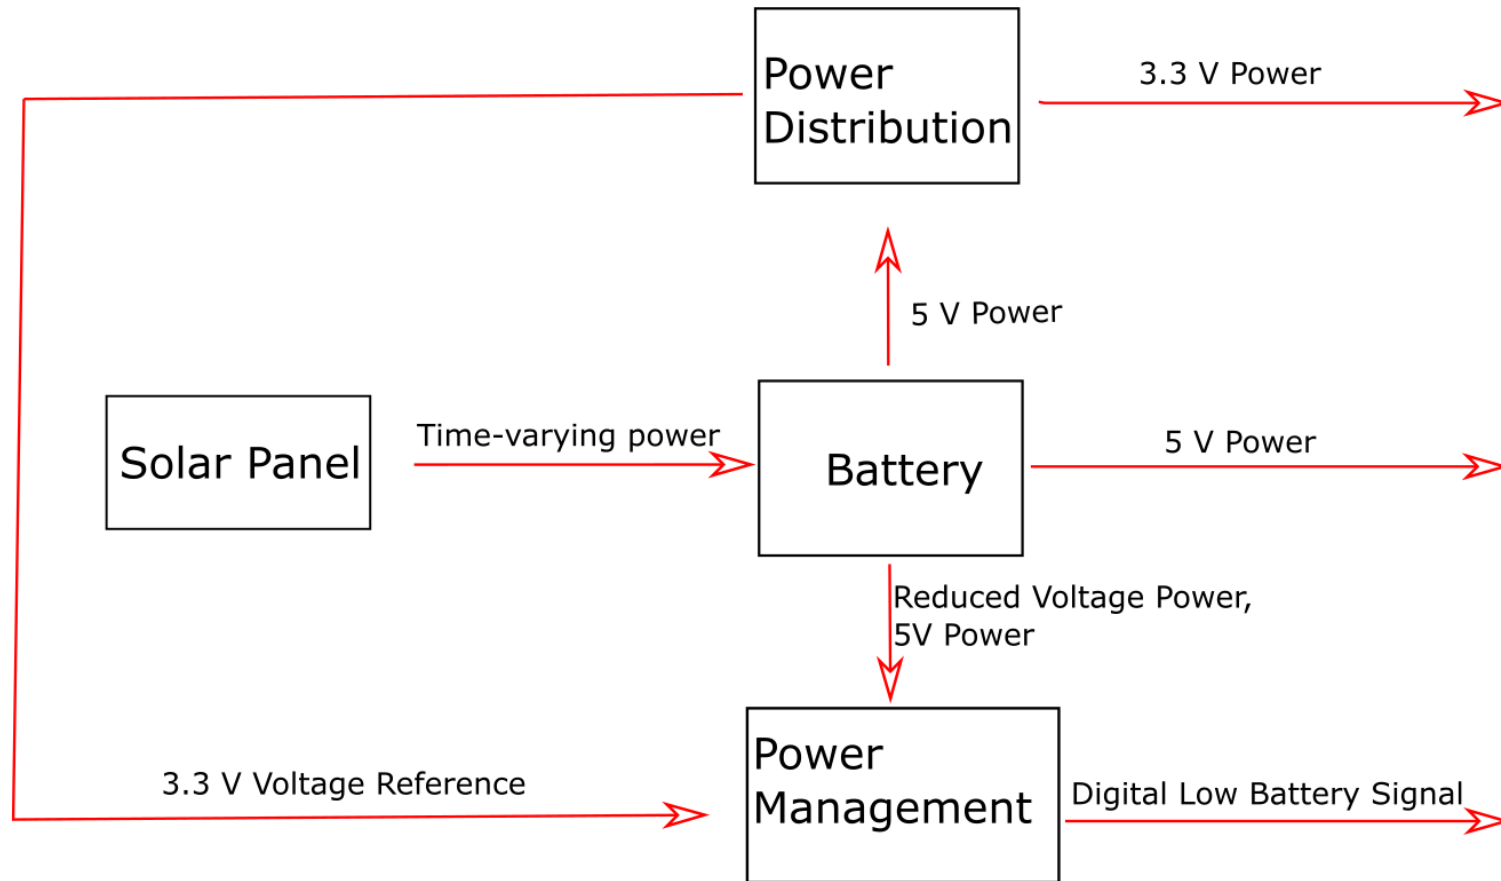 Power
Distribution
3.3 V Power
5 V Power
Solar Panel
Time-varying power
Battery
5 V Power
Reduced Voltage Power,
5V Power
3.3 V Voltage Reference
Power
Management
Digital Low Battery Signal